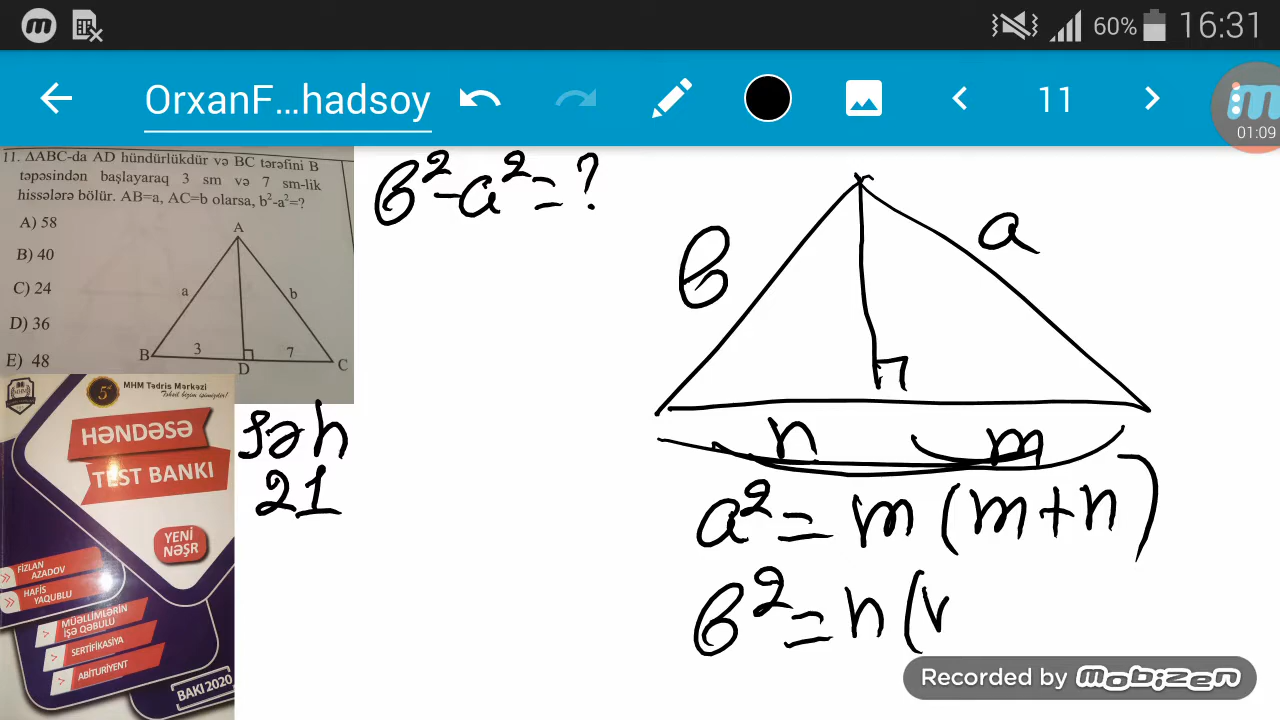 60% 16:31
OrxanF...hadsoy
11
01:09
11. ΔABC-da AD hündürlükdür və BC tərəfini B
təpəsindən başlayaraq 3 sm və 7 sm-lik
hissələrə bölür. AB=a, AC=b olarsa, b²-a²=?
A) 58
B) 40
C) 24
D) 36
E) 48
A
a
b
B
3
7
D
C
b²-a²=?
b
a
n
m
a²=m(m+n)
b²=n(
səh
21
5
MHM Tədris Mərkəzi
Təhsil bizim işimizdir!
HƏNDƏSƏ
TEST BANKI
YENİ
NƏŞR
FİZLAN
AZADOV
HAFİS
YAQUBLU
MÜƏLLİMLƏRİN
İŞƏ QƏBULU
SERTİFİKASİYA
ABİTURİYENT
BAKI 2020
Recorded by mobizen